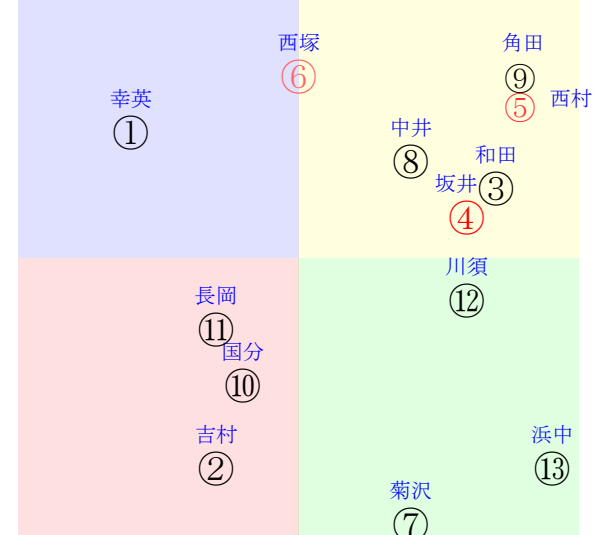 西塚
⑥
角田
⑨
⑤ 西村
幸英
①
中井
⑧
和田
③
坂井
④
川須
⑫
長岡
⑪
国分
⑩
吉村
②
浜中
⑬
菊沢
⑦